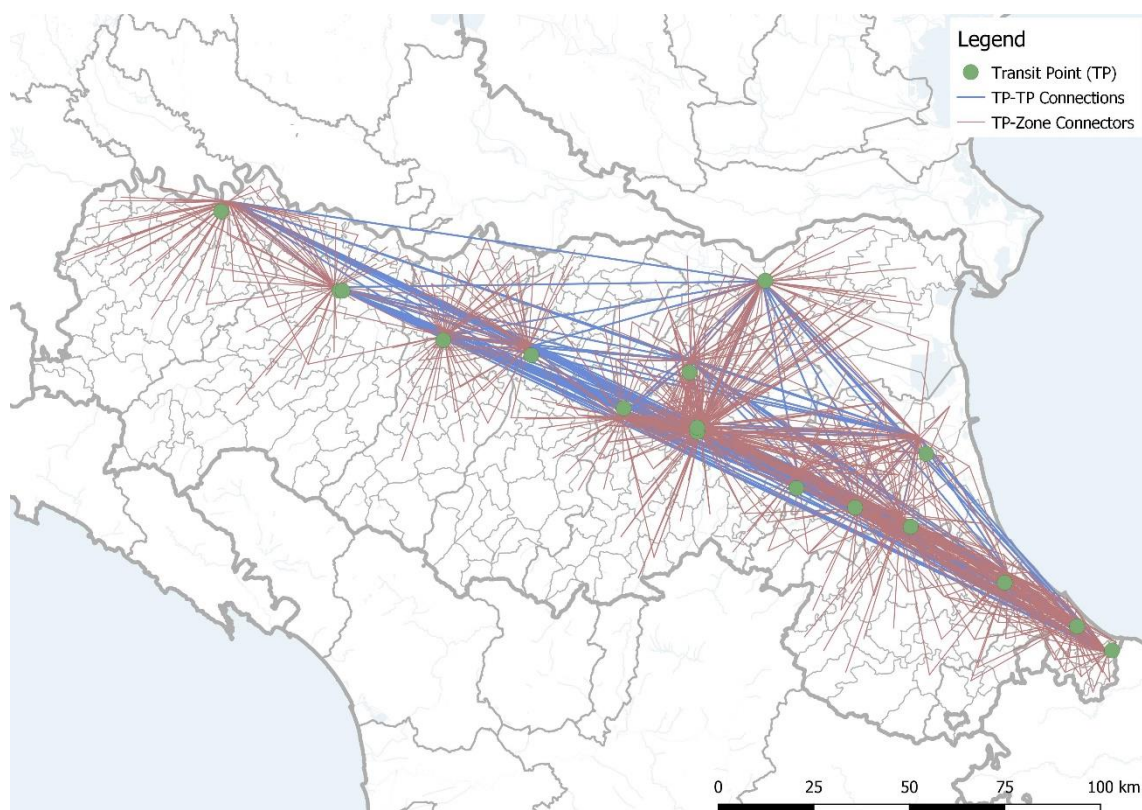 Legend
Transit Point (TP)
TP-TP Connections
TP-Zone Connectors
0 25 50 75 100 km